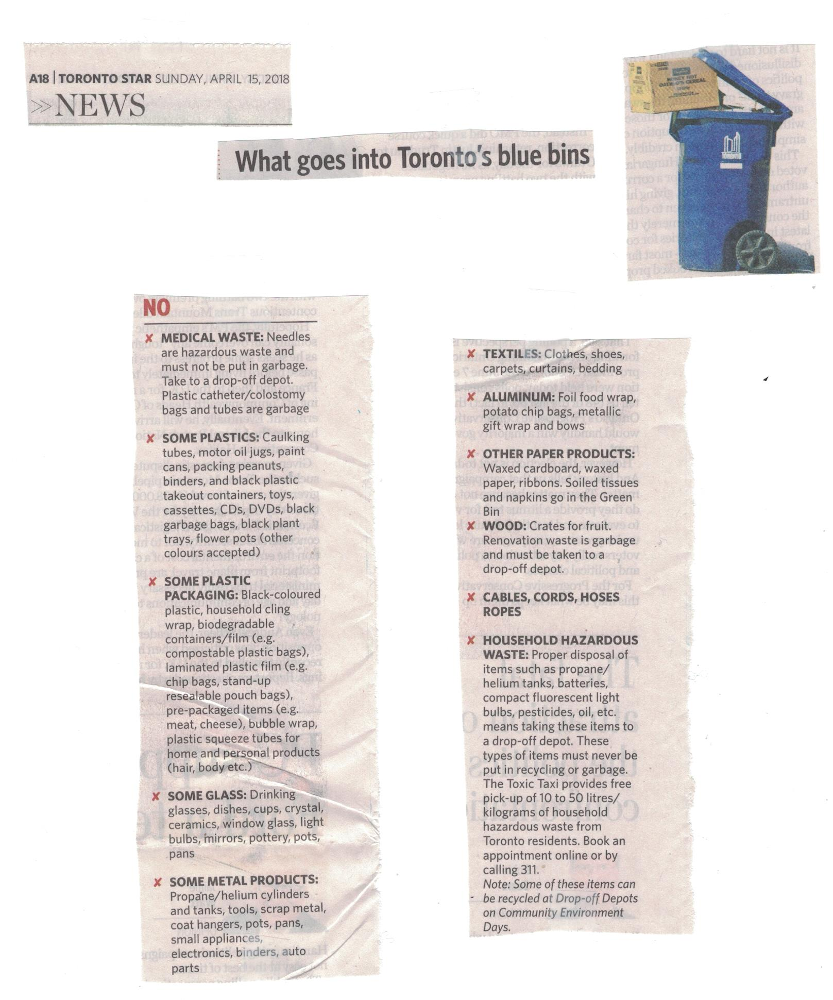 A18 | TORONTO STAR SUNDAY, APRIL 15, 2018
>>NEWS
What goes into Toronto's blue bins
HONEY NUT
CEREAL
TORONTO
NO
✘ MEDICAL WASTE: Needles
are hazardous waste and
must not be put in garbage.
Take to a drop-off depot.
Plastic catheter/colostomy
bags and tubes are garbage
✘ SOME PLASTICS: Caulking
tubes, motor oil jugs, paint
cans, packing peanuts,
binders, and black plastic
takeout containers, toys,
cassettes, CDs, DVDs, black
garbage bags, black plant
trays, flower pots (other
colours accepted)
✘ SOME PLASTIC
PACKAGING: Black-coloured
plastic, household cling
wrap, biodegradable
containers/film (e.g.
compostable plastic bags),
laminated plastic film (e.g.
chip bags, stand-up
resealable pouch bags),
pre-packaged items (e.g.
meat, cheese), bubble wrap,
plastic squeeze tubes for
home and personal products
(hair, body etc.)
✘ SOME GLASS: Drinking
glasses, dishes, cups, crystal,
ceramics, window glass, light
bulbs, mirrors, pottery, pots,
pans
✘ SOME METAL PRODUCTS:
Propane/helium cylinders
and tanks, tools, scrap metal,
coat hangers, pots, pans,
small appliances,
electronics, binders, auto
parts
✘ TEXTILES: Clothes, shoes,
carpets, curtains, bedding
✘ ALUMINUM: Foil food wrap,
potato chip bags, metallic
gift wrap and bows
✘ OTHER PAPER PRODUCTS:
Waxed cardboard, waxed
paper, ribbons. Soiled tissues
and napkins go in the Green
Bin
✘ WOOD: Crates for fruit.
Renovation waste is garbage
and must be taken to a
drop-off depot.
✘ CABLES, CORDS, HOSES
ROPES
✘ HOUSEHOLD HAZARDOUS
WASTE: Proper disposal of
items such as propane/
helium tanks, batteries,
compact fluorescent light
bulbs, pesticides, oil, etc.
means taking these items to
a drop-off depot. These
types of items must never be
put in recycling or garbage.
The Toxic Taxi provides free
pick-up of 10 to 50 litres/
kilograms of household
hazardous waste from
Toronto residents. Book an
appointment online or by
calling 311.
Note: Some of these items can
be recycled at Drop-off Depots
on Community Environment
Days.